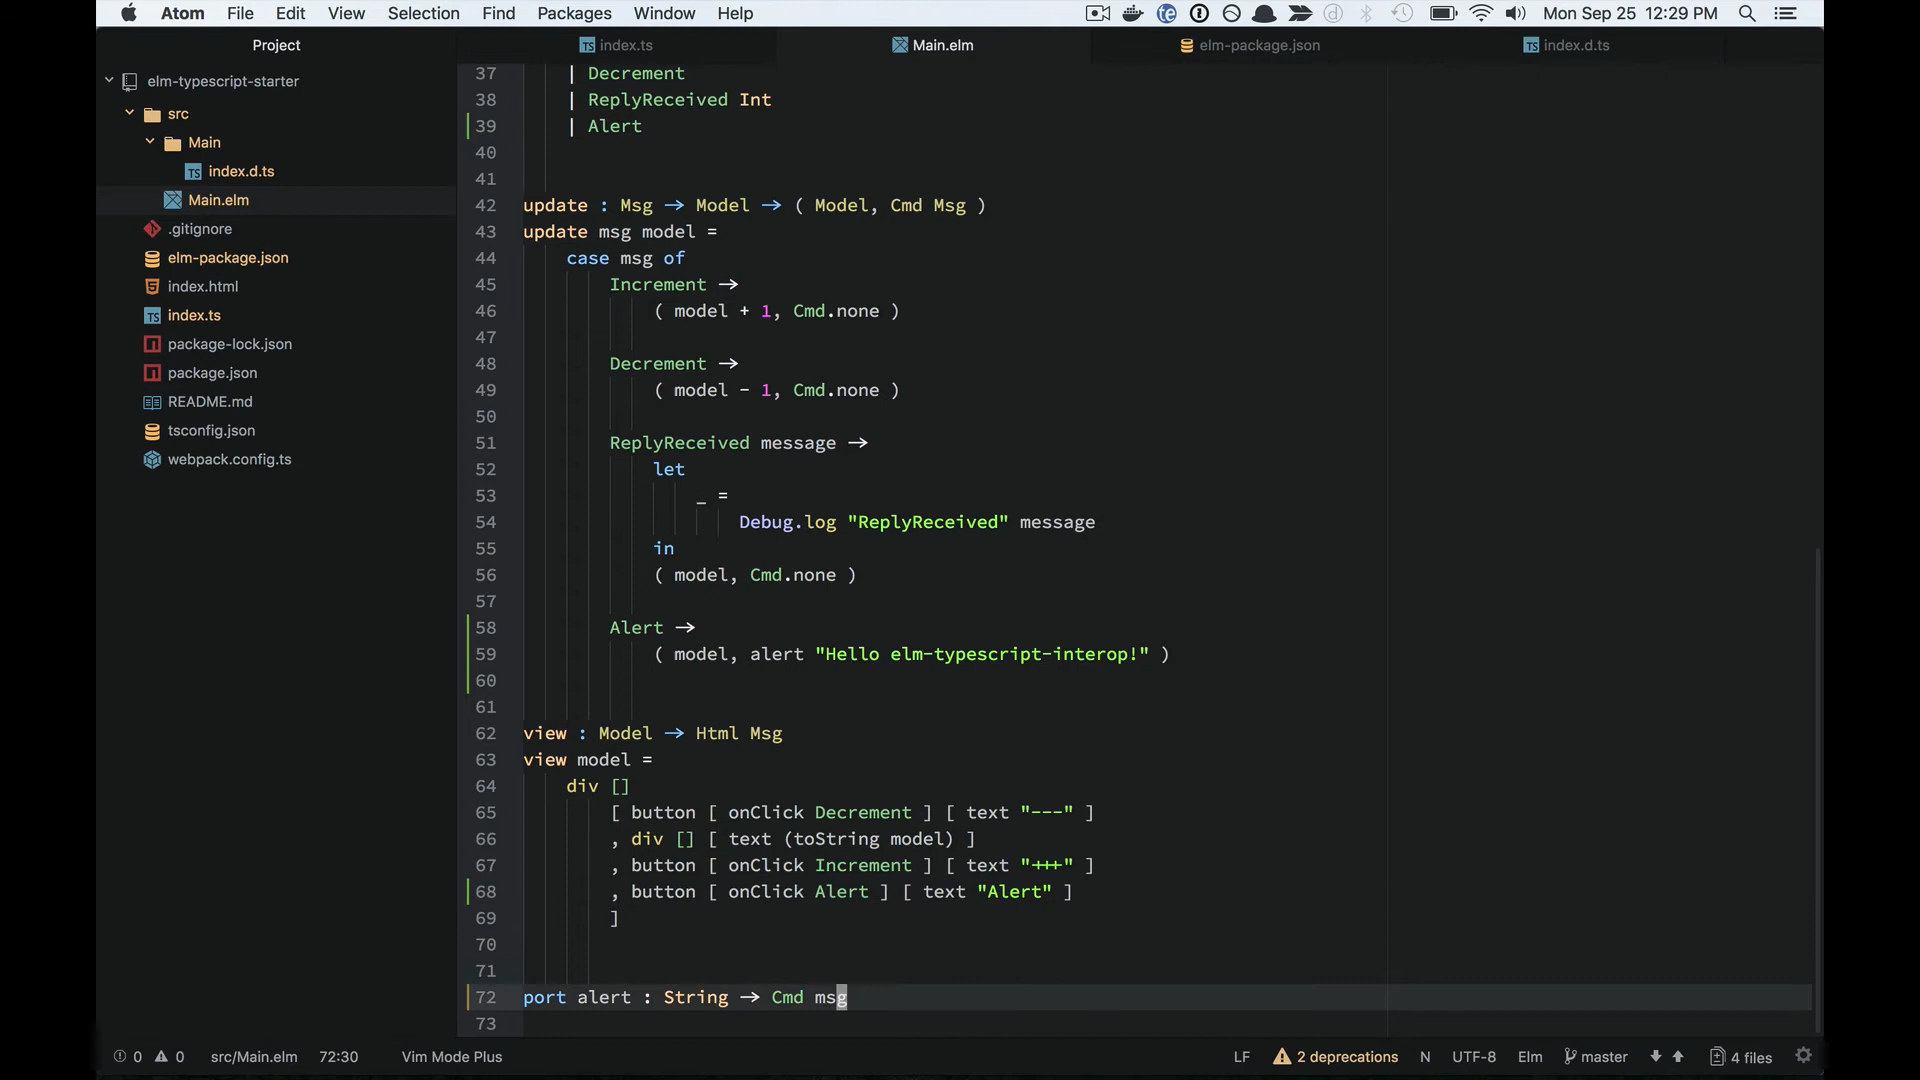 Atom File Edit View Selection Find Packages Window Help
te
Mon Sep 25 12:29 PM
Project
index.ts
Main.elm
elm-package.json
index.d.ts
elm-typescript-starter
src
Main
TS index.d.ts
Main.elm
.gitignore
elm-package.json
index.html
TS index.ts
package-lock.json
package.json
README.md
tsconfig.json
webpack.config.ts
37 | Decrement
38 | ReplyReceived Int
39 | Alert
40
41
42 update : Msg → Model → ( Model, Cmd Msg )
43 update msg model =
44 case msg of
45 Increment →
46 ( model + 1, Cmd.none )
47
48 Decrement →
49 ( model - 1, Cmd.none )
50
51 ReplyReceived message →
52 let
53 _ =
54 Debug.log "ReplyReceived" message
55 in
56 ( model, Cmd.none )
57
58 Alert →
59 ( model, alert "Hello elm-typescript-interop!" )
60
61
62 view : Model → Html Msg
63 view model =
64 div []
65 [ button [ onClick Decrement ] [ text "---" ]
66 , div [] [ text (toString model) ]
67 , button [ onClick Increment ] [ text "+++" ]
68 , button [ onClick Alert ] [ text "Alert" ]
69 ]
70
71
72 port alert : String → Cmd msg
73
0 0 src/Main.elm 72:30 Vim Mode Plus
LF 2 deprecations N UTF-8 Elm master 4 files